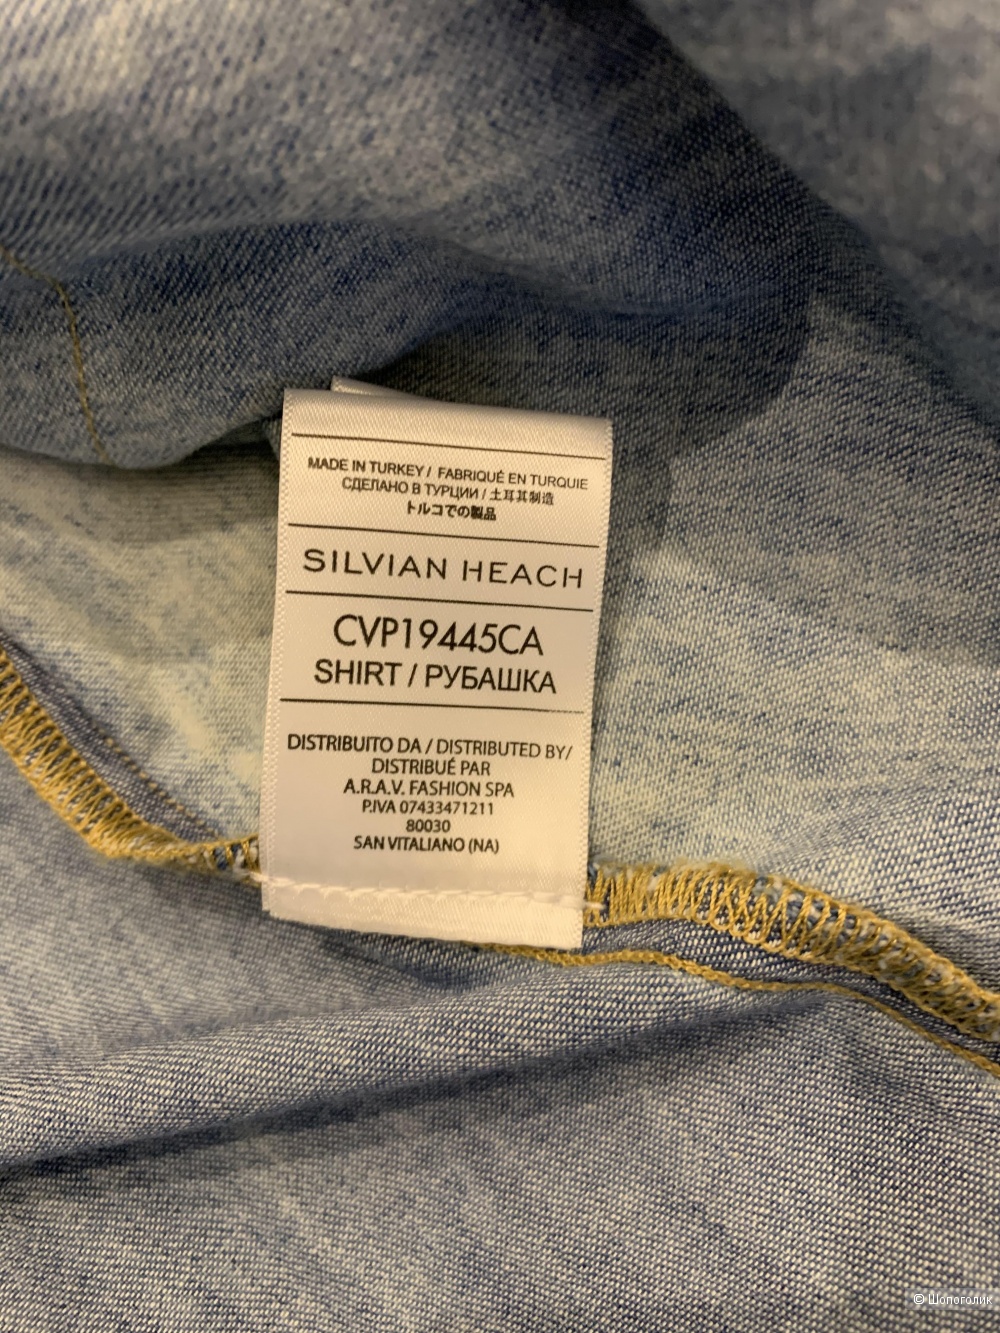 MADE IN TURKEY / FABRIQUÉ EN TURQUIE
СДЕЛАНО В ТУРЦИИ / 土耳其制造
トルコでの製品
SILVIAN HEACH
CVP19445CA
SHIRT / РУБАШКА
DISTRIBUITO DA / DISTRIBUTED BY/
DISTRIBUÉ PAR
A.R.A.V. FASHION SPA
P.IVA 07433471211
80030
SAN VITALIANO (NA)
© Шопоголик